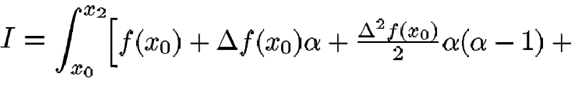 I = \int_{x_0}^{x_2} \Big[ f(x_0) + \Delta f(x_0)\alpha + \frac{\Delta^2 f(x_0)}{2} \alpha(\alpha - 1) +